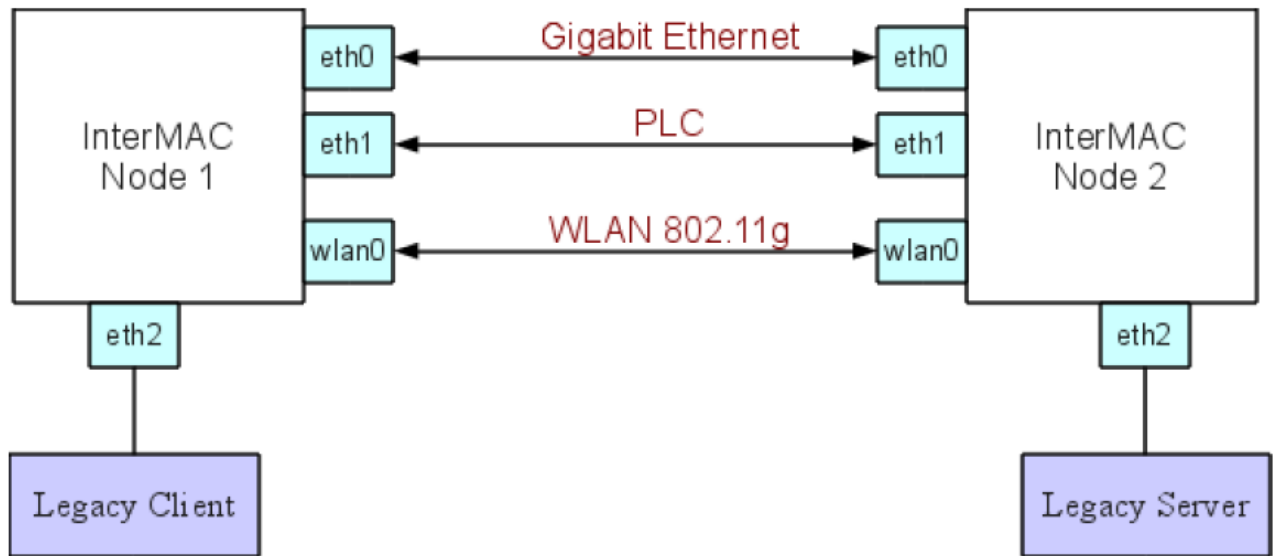 eth0
Gigabit Ethernet
eth0
InterMAC
Node 1
eth1
PLC
eth1
InterMAC
Node 2
wlan0
WLAN 802.11g
wlan0
eth2
eth2
Legacy Client
Legacy Server